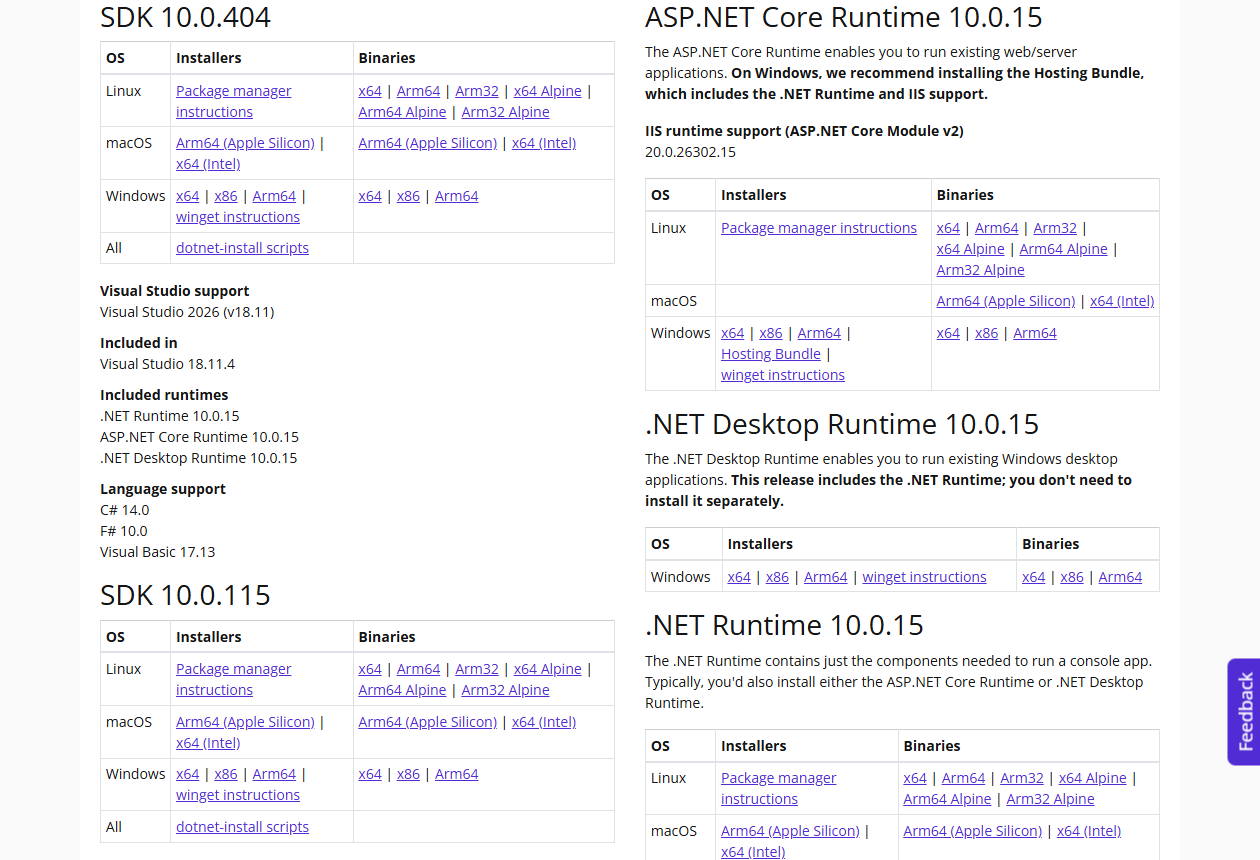 SDK 10.0.404
OS Installers Binaries
Linux Package manager instructions x64 | Arm64 | Arm32 | x64 Alpine | Arm64 Alpine | Arm32 Alpine
macOS Arm64 (Apple Silicon) | x64 (Intel) Arm64 (Apple Silicon) | x64 (Intel)
Windows x64 | x86 | Arm64 | winget instructions x64 | x86 | Arm64
All dotnet-install scripts
Visual Studio support
Visual Studio 2026 (v18.11)
Included in
Visual Studio 18.11.4
Included runtimes
.NET Runtime 10.0.15
ASP.NET Core Runtime 10.0.15
.NET Desktop Runtime 10.0.15
Language support
C# 14.0
F# 10.0
Visual Basic 17.13
SDK 10.0.115
OS Installers Binaries
Linux Package manager instructions x64 | Arm64 | Arm32 | x64 Alpine | Arm64 Alpine | Arm32 Alpine
macOS Arm64 (Apple Silicon) | x64 (Intel) Arm64 (Apple Silicon) | x64 (Intel)
Windows x64 | x86 | Arm64 | winget instructions x64 | x86 | Arm64
All dotnet-install scripts
ASP.NET Core Runtime 10.0.15
The ASP.NET Core Runtime enables you to run existing web/server
applications. On Windows, we recommend installing the Hosting Bundle,
which includes the .NET Runtime and IIS support.
IIS runtime support (ASP.NET Core Module v2)
20.0.26302.15
OS Installers Binaries
Linux Package manager instructions x64 | Arm64 | Arm32 | x64 Alpine | Arm64 Alpine | Arm32 Alpine
macOS Arm64 (Apple Silicon) | x64 (Intel)
Windows x64 | x86 | Arm64 | Hosting Bundle | winget instructions x64 | x86 | Arm64
.NET Desktop Runtime 10.0.15
The .NET Desktop Runtime enables you to run existing Windows desktop
applications. This release includes the .NET Runtime; you don't need to
install it separately.
OS Installers Binaries
Windows x64 | x86 | Arm64 | winget instructions x64 | x86 | Arm64
.NET Runtime 10.0.15
The .NET Runtime contains just the components needed to run a console app.
Typically, you'd also install either the ASP.NET Core Runtime or .NET Desktop
Runtime.
OS Installers Binaries
Linux Package manager instructions x64 | Arm64 | Arm32 | x64 Alpine | Arm64 Alpine | Arm32 Alpine
macOS Arm64 (Apple Silicon) | x64 (Intel) Arm64 (Apple Silicon) | x64 (Intel)
Feedback